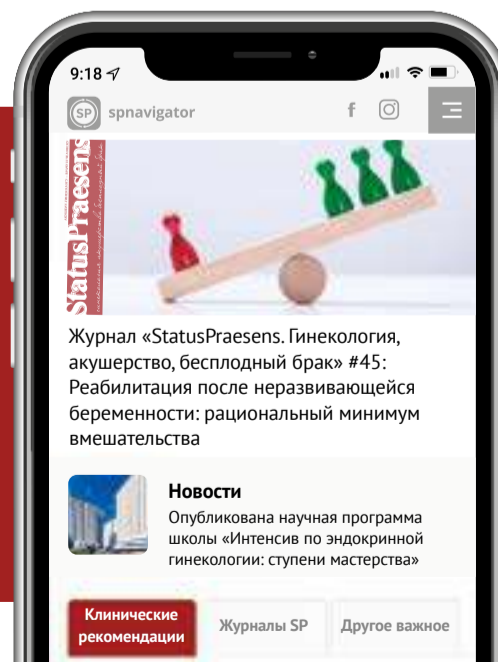 9:18
SP spnavigator f
StatusPraesens
Журнал «StatusPraesens. Гинекология,
акушерство, бесплодный брак» #45:
Реабилитация после неразвивающейся
беременности: рациональный минимум
вмешательства
Новости
Опубликована научная программа
школы «Интенсив по эндокринной
гинекологии: ступени мастерства»
Клинические
рекомендации
Журналы SP
Другое важное